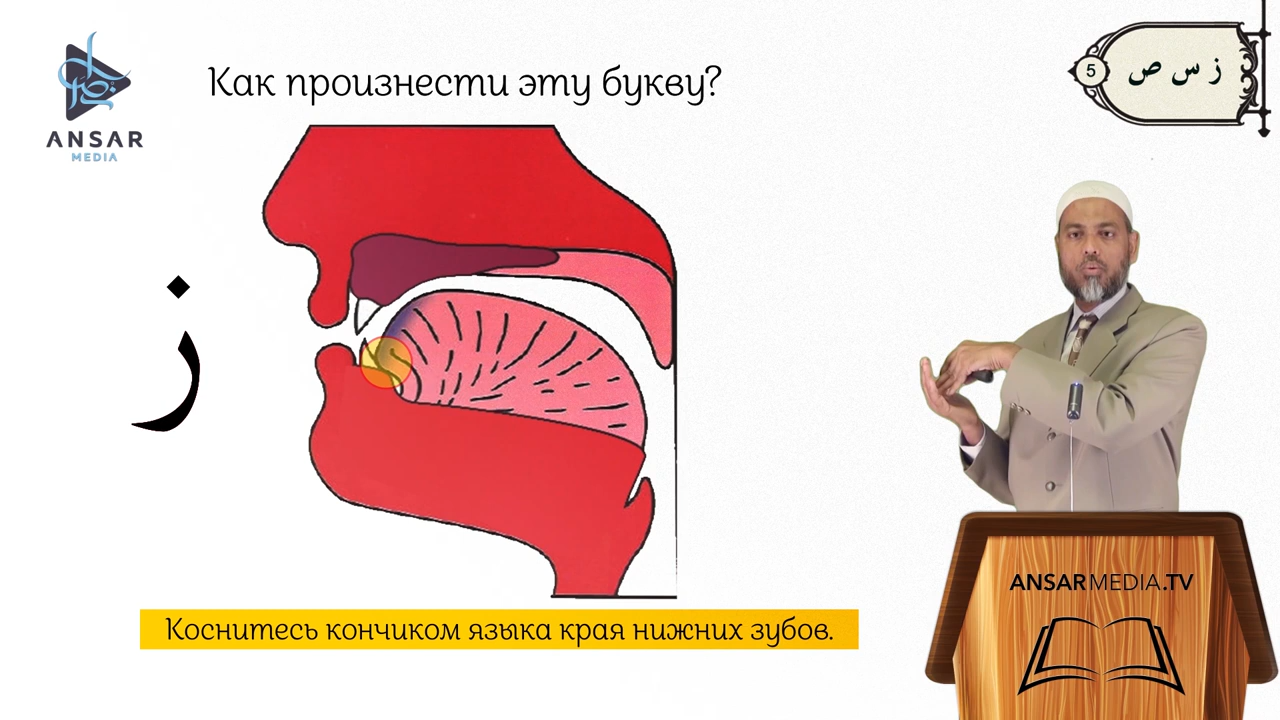 ANSAR
MEDIA
Как произнести эту букву?
5
ز س ص
ز
Коснитесь кончиком языка края нижних зубов.
ANSARMEDIA.TV